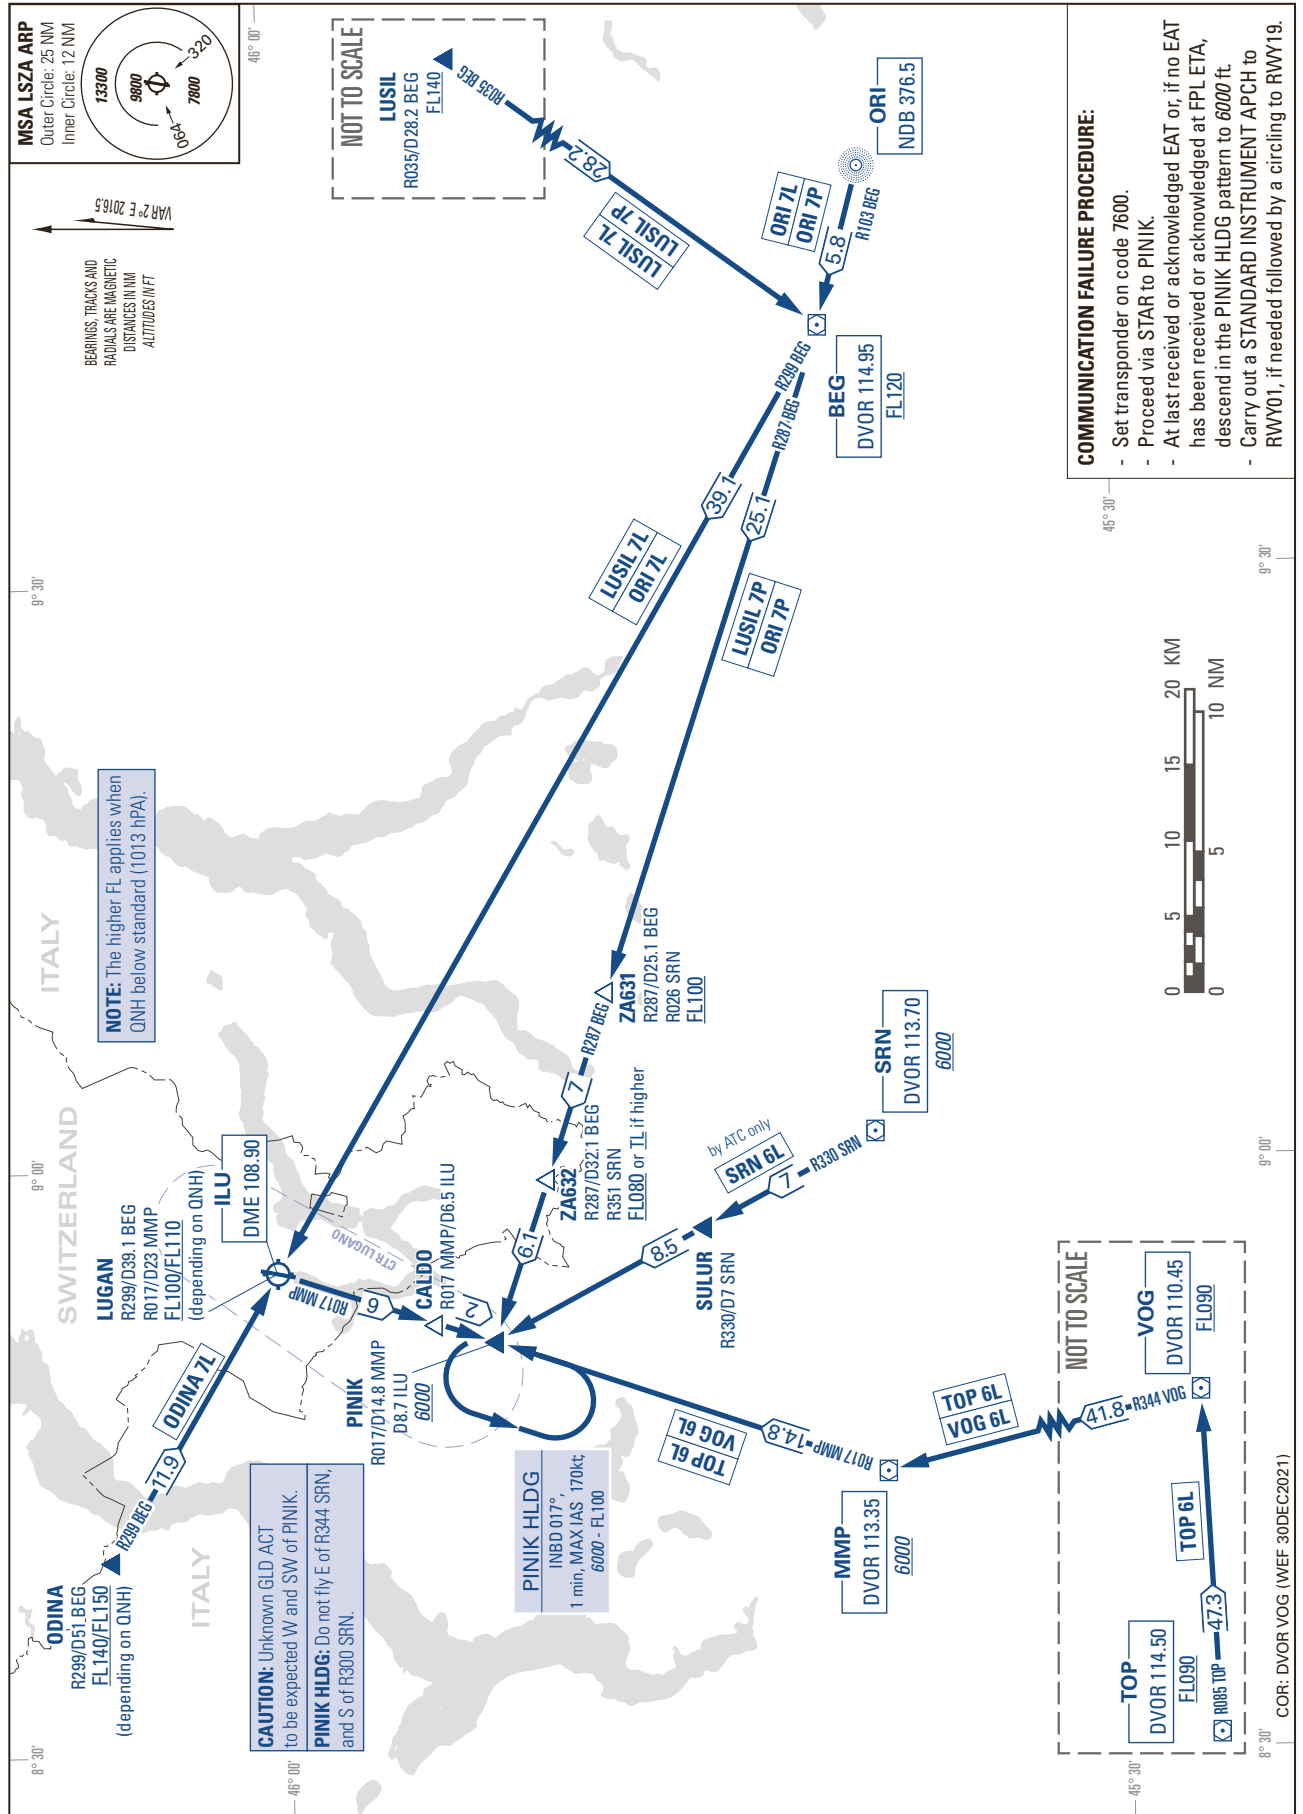 MSA LSZA ARP
Outer Circle: 25 NM
Inner Circle: 12 NM
13300
9800
7800
064
320
46° 00'
VAR 2° E 2016.5
BEARINGS, TRACKS AND
RADIALS ARE MAGNETIC
DISTANCES IN NM
ALTITUDES IN FT
NOT TO SCALE
LUSIL
R035/D28.2 BEG
FL140
R035 BEG
28.2
LUSIL 7L
LUSIL 7P
ORI
NDB 376.5
ORI 7L
ORI 7P
5.8
R103 BEG
BEG
DVOR 114.95
FL120
R299 BEG
R287 BEG
39.1
25.1
LUSIL 7L
ORI 7L
LUSIL 7P
ORI 7P
COMMUNICATION FAILURE PROCEDURE:
- Set transponder on code 7600.
- Proceed via STAR to PINIK.
- At last received or acknowledged EAT or, if no EAT
has been received or acknowledged at FPL ETA,
descend in the PINIK HLDG pattern to 6000 ft.
- Carry out a STANDARD INSTRUMENT APCH to
RWY01, if needed followed by a circling to RWY19.
9° 30'
45° 30'
9° 30'
NOTE: The higher FL applies when
QNH below standard (1013 hPA).
ITALY
SWITZERLAND
ITALY
9° 00'
LUGAN
R299/D39.1 BEG
R017/D23 MMP
FL100/FL110
(depending on QNH)
ILU
DME 108.90
CTR LUGANO
R017 MMP
6
CALDO
R017 MMP/D6.5 ILU
2
PINIK
R017/D14.8 MMP
D8.7 ILU
6000
ZA631
R287/D25.1 BEG
R026 SRN
FL100
R287 BEG
7
ZA632
R287/D32.1 BEG
R351 SRN
FL080 or TL if higher
6.1
SRN
DVOR 113.70
6000
R330 SRN
by ATC only
SRN 6L
7
SULUR
R330/D7 SRN
8.5
0 5 10 15 20 KM
0 5 10 NM
9° 00'
ODINA
R299/D51 BEG
FL140/FL150
(depending on QNH)
R299 BEG
11.9
ODINA 7L
CAUTION: Unknown GLD ACT
to be expected W and SW of PINIK.
PINIK HLDG: Do not fly E of R344 SRN,
and S of R300 SRN.
PINIK HLDG
INBD 017°,
1 min, MAX IAS 170kt;
6000 - FL100
TOP 6L
VOG 6L
14.8
R017 MMP
MMP
DVOR 113.35
6000
TOP 6L
VOG 6L
NOT TO SCALE
41.8
R344 VOG
VOG
DVOR 110.45
FL090
TOP 6L
47.3
R085 TOP
TOP
DVOR 114.50
FL090
8° 30'
46° 00'
45° 30'
8° 30'
COR: DVOR VOG (WEF 30DEC2021)